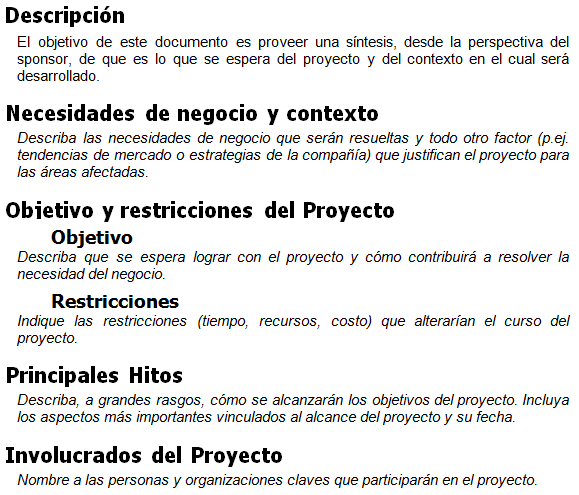 Descripción
El objetivo de este documento es proveer una síntesis, desde la perspectiva del
sponsor, de que es lo que se espera del proyecto y del contexto en el cual será
desarrollado.
Necesidades de negocio y contexto
Describa las necesidades de negocio que serán resueltas y todo otro factor (p.ej.
tendencias de mercado o estrategias de la compañía) que justifican el proyecto para
las áreas afectadas.
Objetivo y restricciones del Proyecto
Objetivo
Describa que se espera lograr con el proyecto y cómo contribuirá a resolver la
necesidad del negocio.
Restricciones
Indique las restricciones (tiempo, recursos, costo) que alterarían el curso del
proyecto.
Principales Hitos
Describa, a grandes rasgos, cómo se alcanzarán los objetivos del proyecto. Incluya
los aspectos más importantes vinculados al alcance del proyecto y su fecha.
Involucrados del Proyecto
Nombre a las personas y organizaciones claves que participarán en el proyecto.